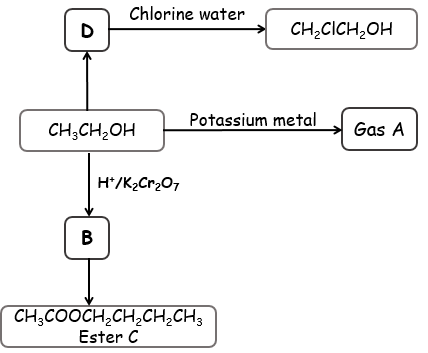 Chlorine water
D
CH₂ClCH₂OH
CH₃CH₂OH
Potassium metal
Gas A
H⁺/K₂Cr₂O₇
B
CH₃COOCH₂CH₂CH₂CH₃
Ester C